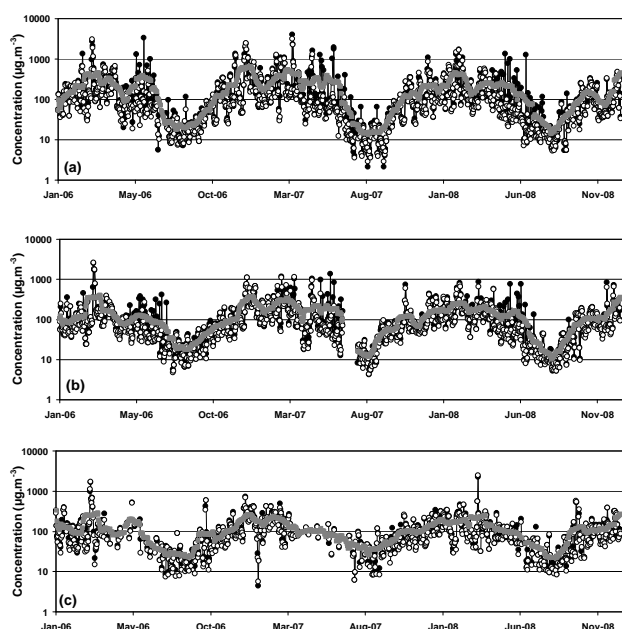 10000
1000
100
10
1
Concentration (µg.m⁻³)
(a)
Jan-06 May-06 Oct-06 Mar-07 Aug-07 Jan-08 Jun-08 Nov-08
10000
1000
100
10
1
Concentration (µg.m⁻³)
(b)
Jan-06 May-06 Oct-06 Mar-07 Aug-07 Jan-08 Jun-08 Nov-08
10000
1000
100
10
1
Concentration (µg.m⁻³)
(c)
Jan-06 May-06 Oct-06 Mar-07 Aug-07 Jan-08 Jun-08 Nov-08